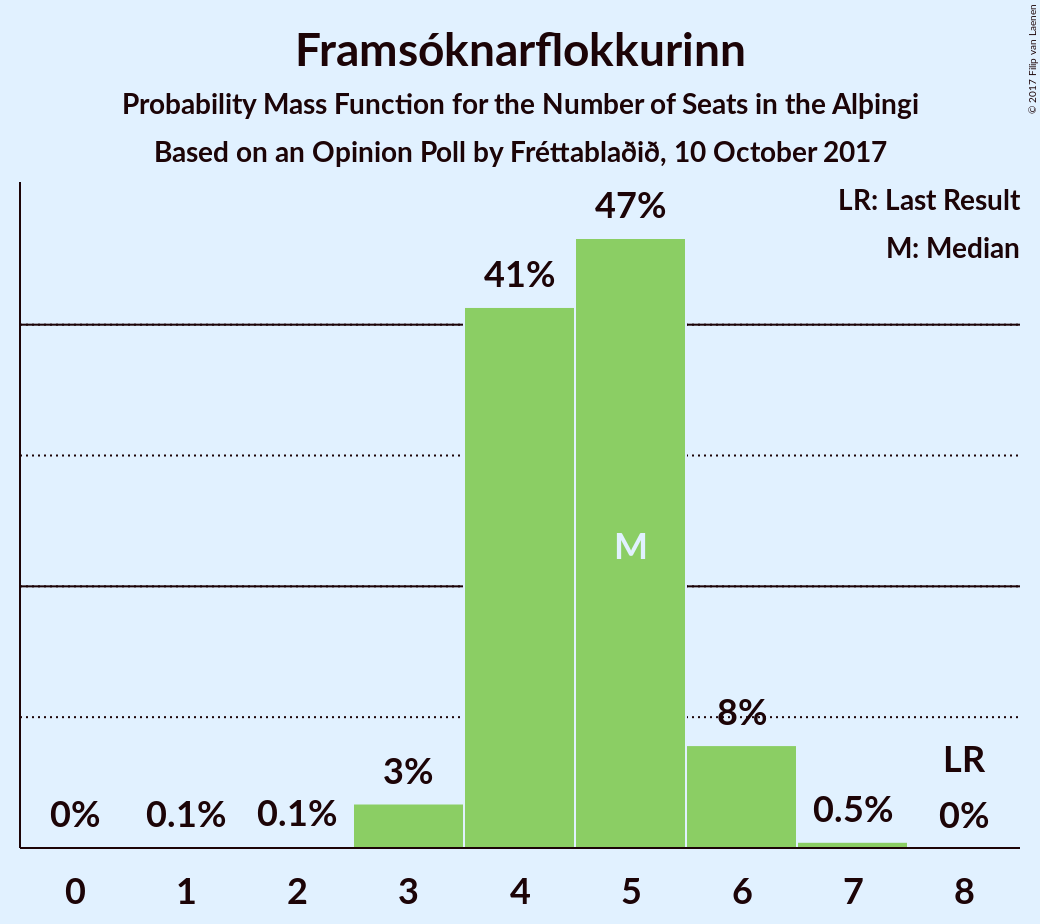 Framsóknarflokkurinn
Probability Mass Function for the Number of Seats in the Alþingi
Based on an Opinion Poll by Fréttablaðið, 10 October 2017
© 2017 Filip van Laenen
LR: Last Result
M: Median
47%
41%
M
8%
3%
LR
0%
0.1%
0.1%
0.5%
0%
0 1 2 3 4 5 6 7 8